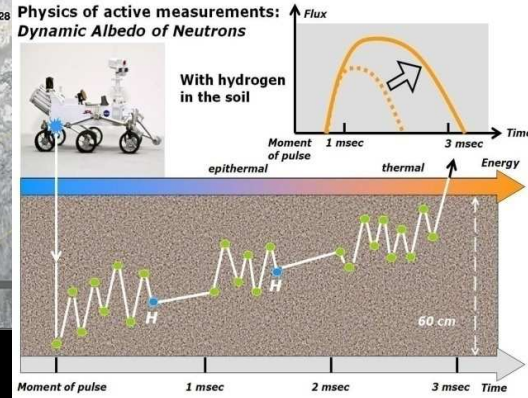 28
Physics of active measurements:
Dynamic Albedo of Neutrons
With hydrogen
in the soil
Flux
Time
Moment
of pulse
1 msec
3 msec
epithermal
thermal
Energy
H
H
60 cm
Moment of pulse
1 msec
2 msec
3 msec
Time